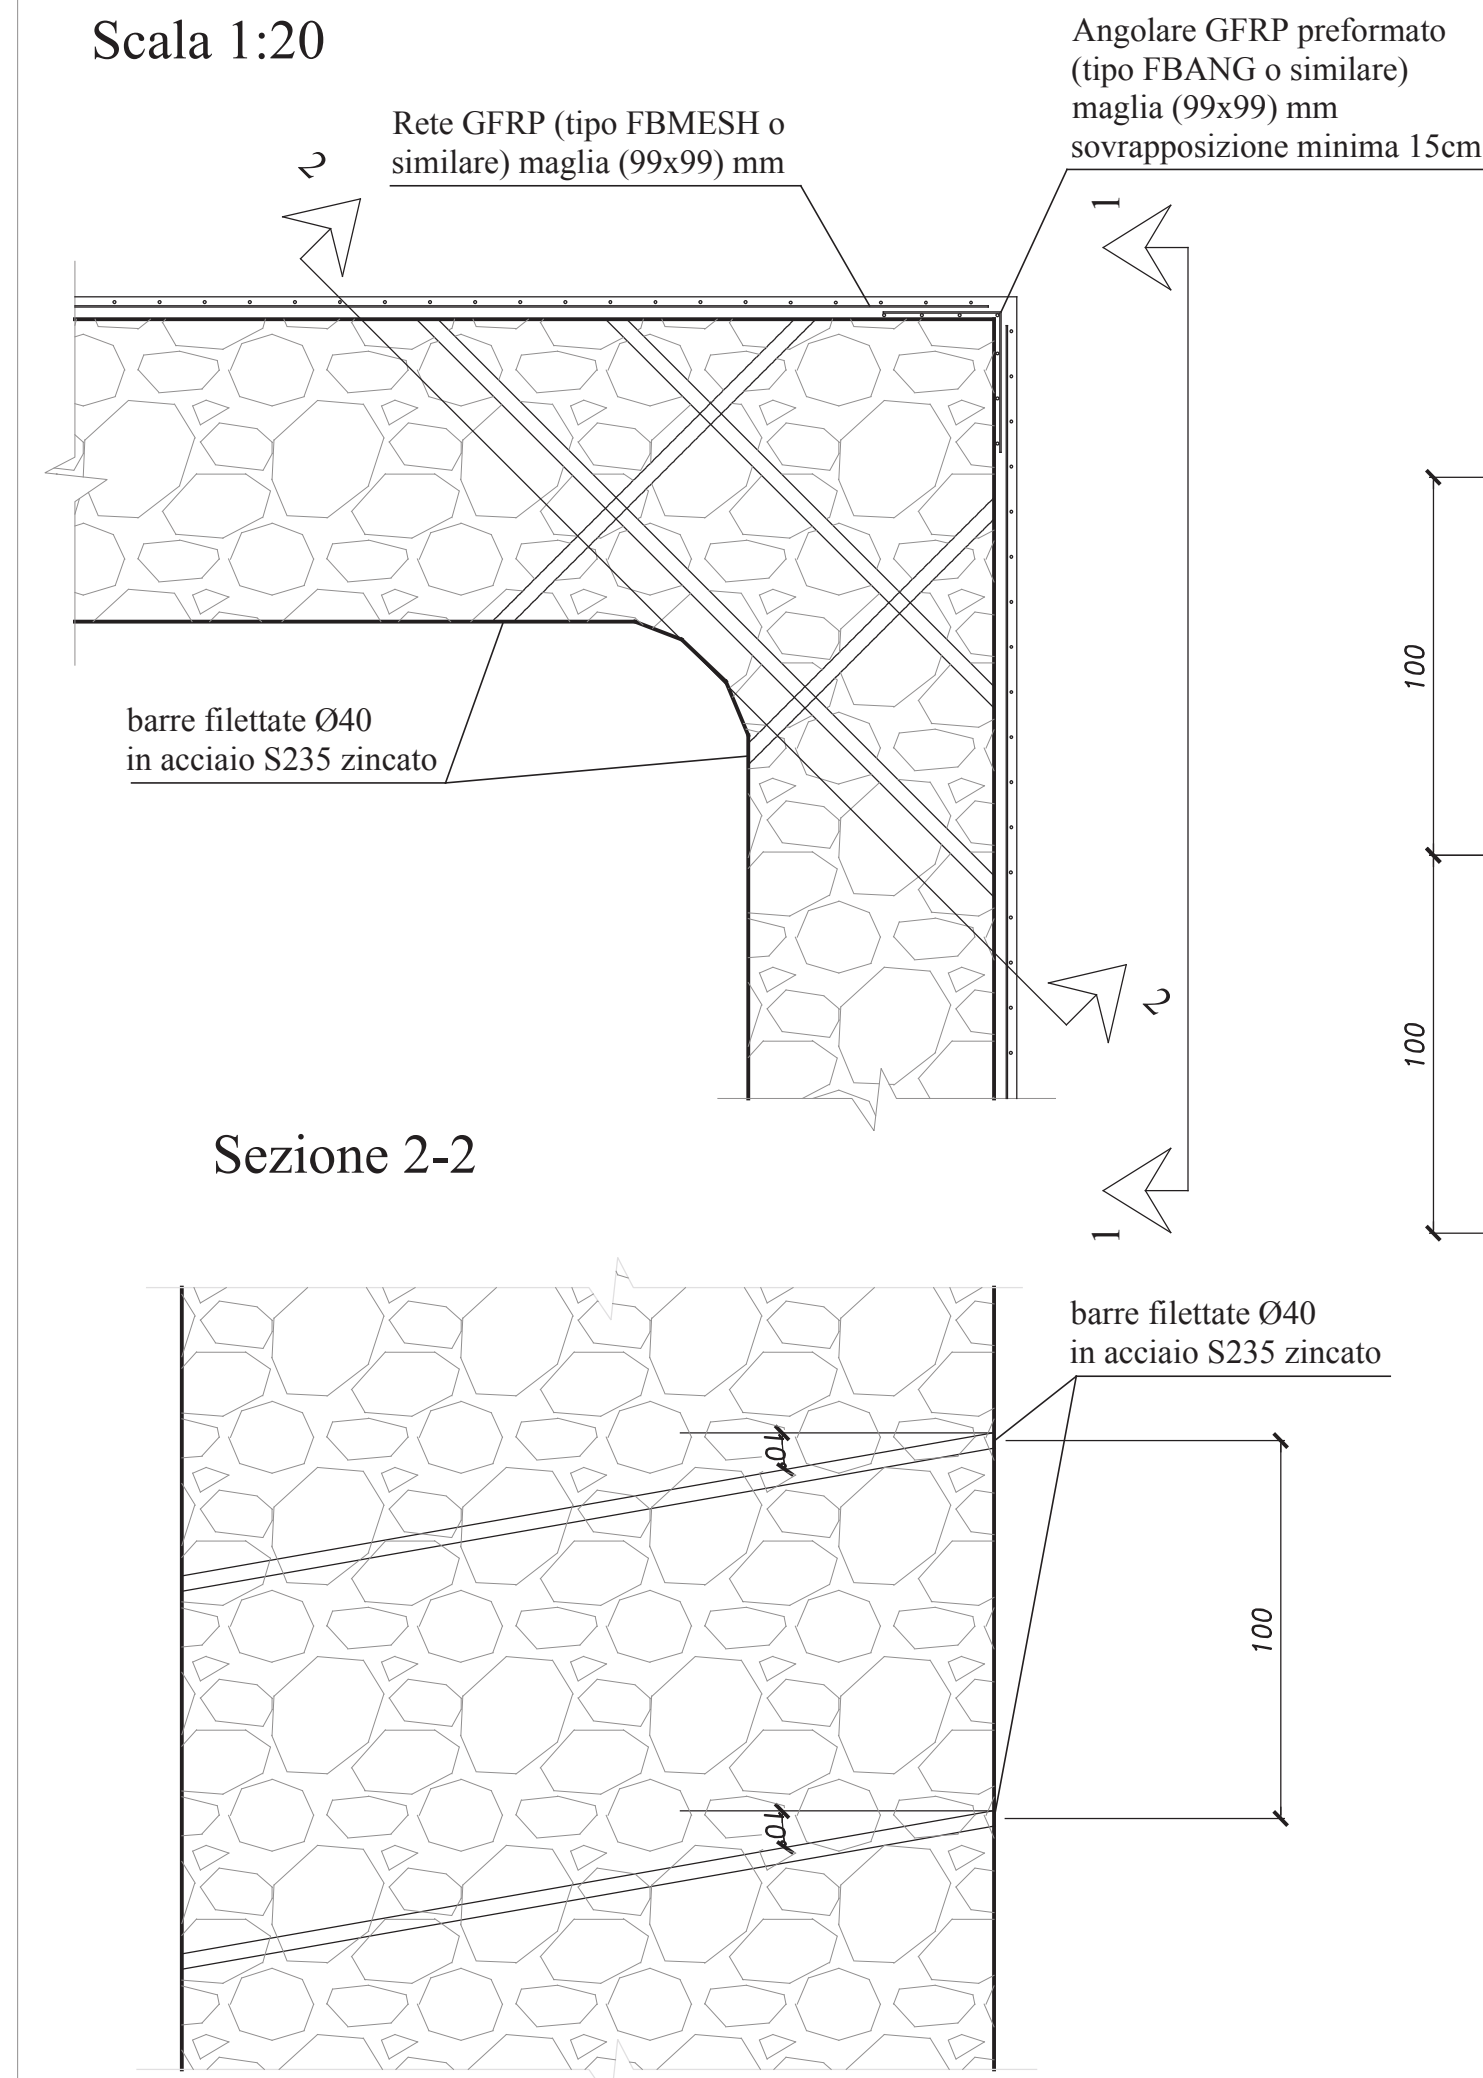 Scala 1:20
Angolare GFRP preformato
(tipo FBANG o similare)
maglia (99x99) mm
sovrapposizione minima 15cm
Rete GFRP (tipo FBMESH o
similare) maglia (99x99) mm
2
1
100
barre filettate Ø40
in acciaio S235 zincato
2
100
Sezione 2-2
1
barre filettate Ø40
in acciaio S235 zincato
10°
100
10°